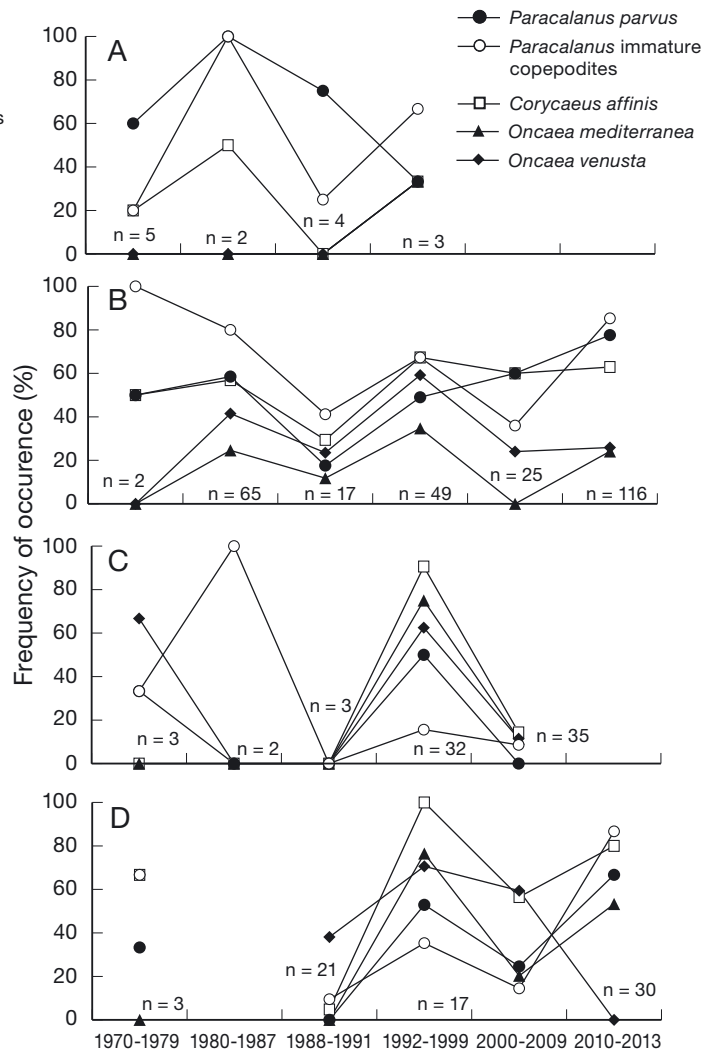 Paracalanus parvus
Paracalanus immature
copepodites
Corycaeus affinis
Oncaea mediterranea
Oncaea venusta
s
Frequency of occurence (%)
A
100
80
60
40
20
0
n = 5
n = 2
n = 4
n = 3
B
100
80
60
40
20
0
n = 2
n = 65
n = 17
n = 49
n = 25
n = 116
C
100
80
60
40
20
0
n = 3
n = 2
n = 3
n = 32
n = 35
D
100
80
60
40
20
0
n = 3
n = 21
n = 17
n = 30
1970-1979 1980-1987 1988-1991 1992-1999 2000-2009 2010-2013